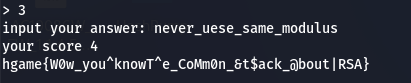 > 3
input your answer: never_uese_same_modulus
your score 4
hgame{W0w_you^knowT^e_CoMm0n_&t$ack_@bout|RSA}